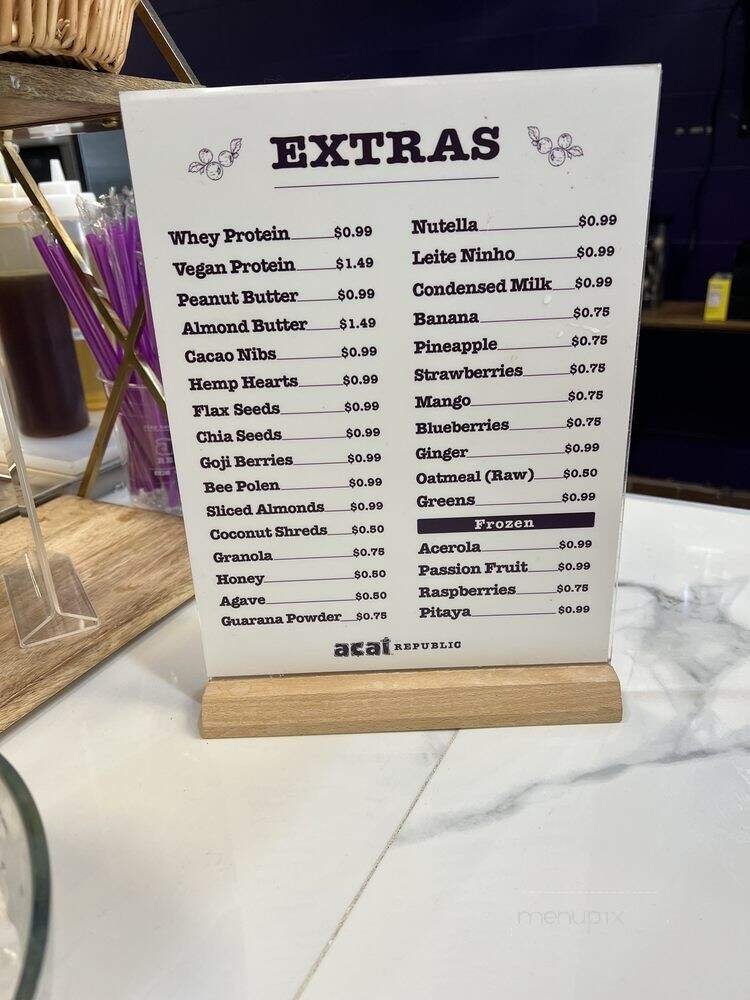 EXTRAS
Whey Protein $0.99
Vegan Protein $1.49
Peanut Butter $0.99
Almond Butter $1.49
Cacao Nibs $0.99
Hemp Hearts $0.99
Flax Seeds $0.99
Chia Seeds $0.99
Goji Berries $0.99
Bee Polen $0.99
Sliced Almonds $0.99
Coconut Shreds $0.50
Granola $0.75
Honey $0.50
Agave $0.50
Guarana Powder $0.75
Nutella $0.99
Leite Ninho $0.99
Condensed Milk $0.99
Banana $0.75
Pineapple $0.75
Strawberries $0.75
Mango $0.75
Blueberries $0.75
Ginger $0.99
Oatmeal (Raw) $0.50
Greens $0.99
Frozen
Acerola $0.99
Passion Fruit $0.99
Raspberries $0.75
Pitaya $0.99
açaí REPUBLIC
menupix